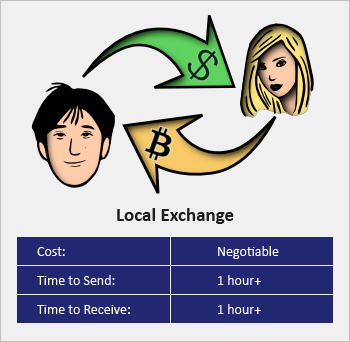 $
₿
Local Exchange
Cost: Negotiable
Time to Send: 1 hour+
Time to Receive: 1 hour+